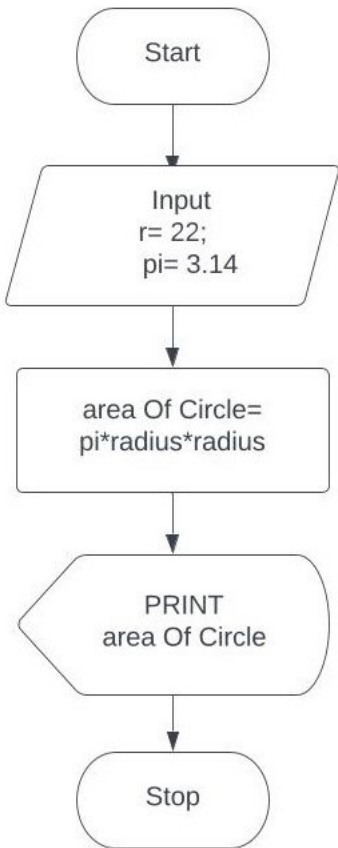 Start
Input
r= 22;
pi= 3.14
area Of Circle=
pi*radius*radius
PRINT
area Of Circle
Stop